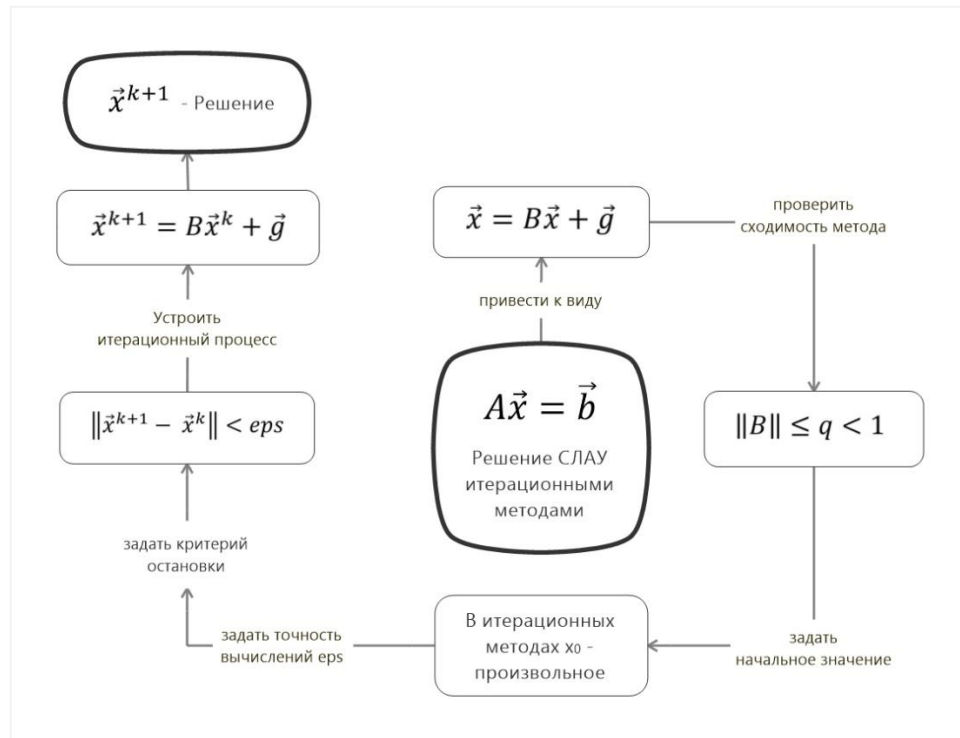 x⃗ᵏ⁺¹ - Решение
x⃗ᵏ⁺¹ = Bx⃗ᵏ + g⃗
Устроить
итерационный процесс
‖x⃗ᵏ⁺¹ − x⃗ᵏ‖ < eps
задать критерий
остановки
задать точность
вычислений eps
x⃗ = Bx⃗ + g⃗
привести к виду
Ax⃗ = b⃗
Решение СЛАУ
итерационными
методами
В итерационных
методах x₀ -
произвольное
проверить
сходимость метода
‖B‖ ≤ q < 1
задать
начальное значение